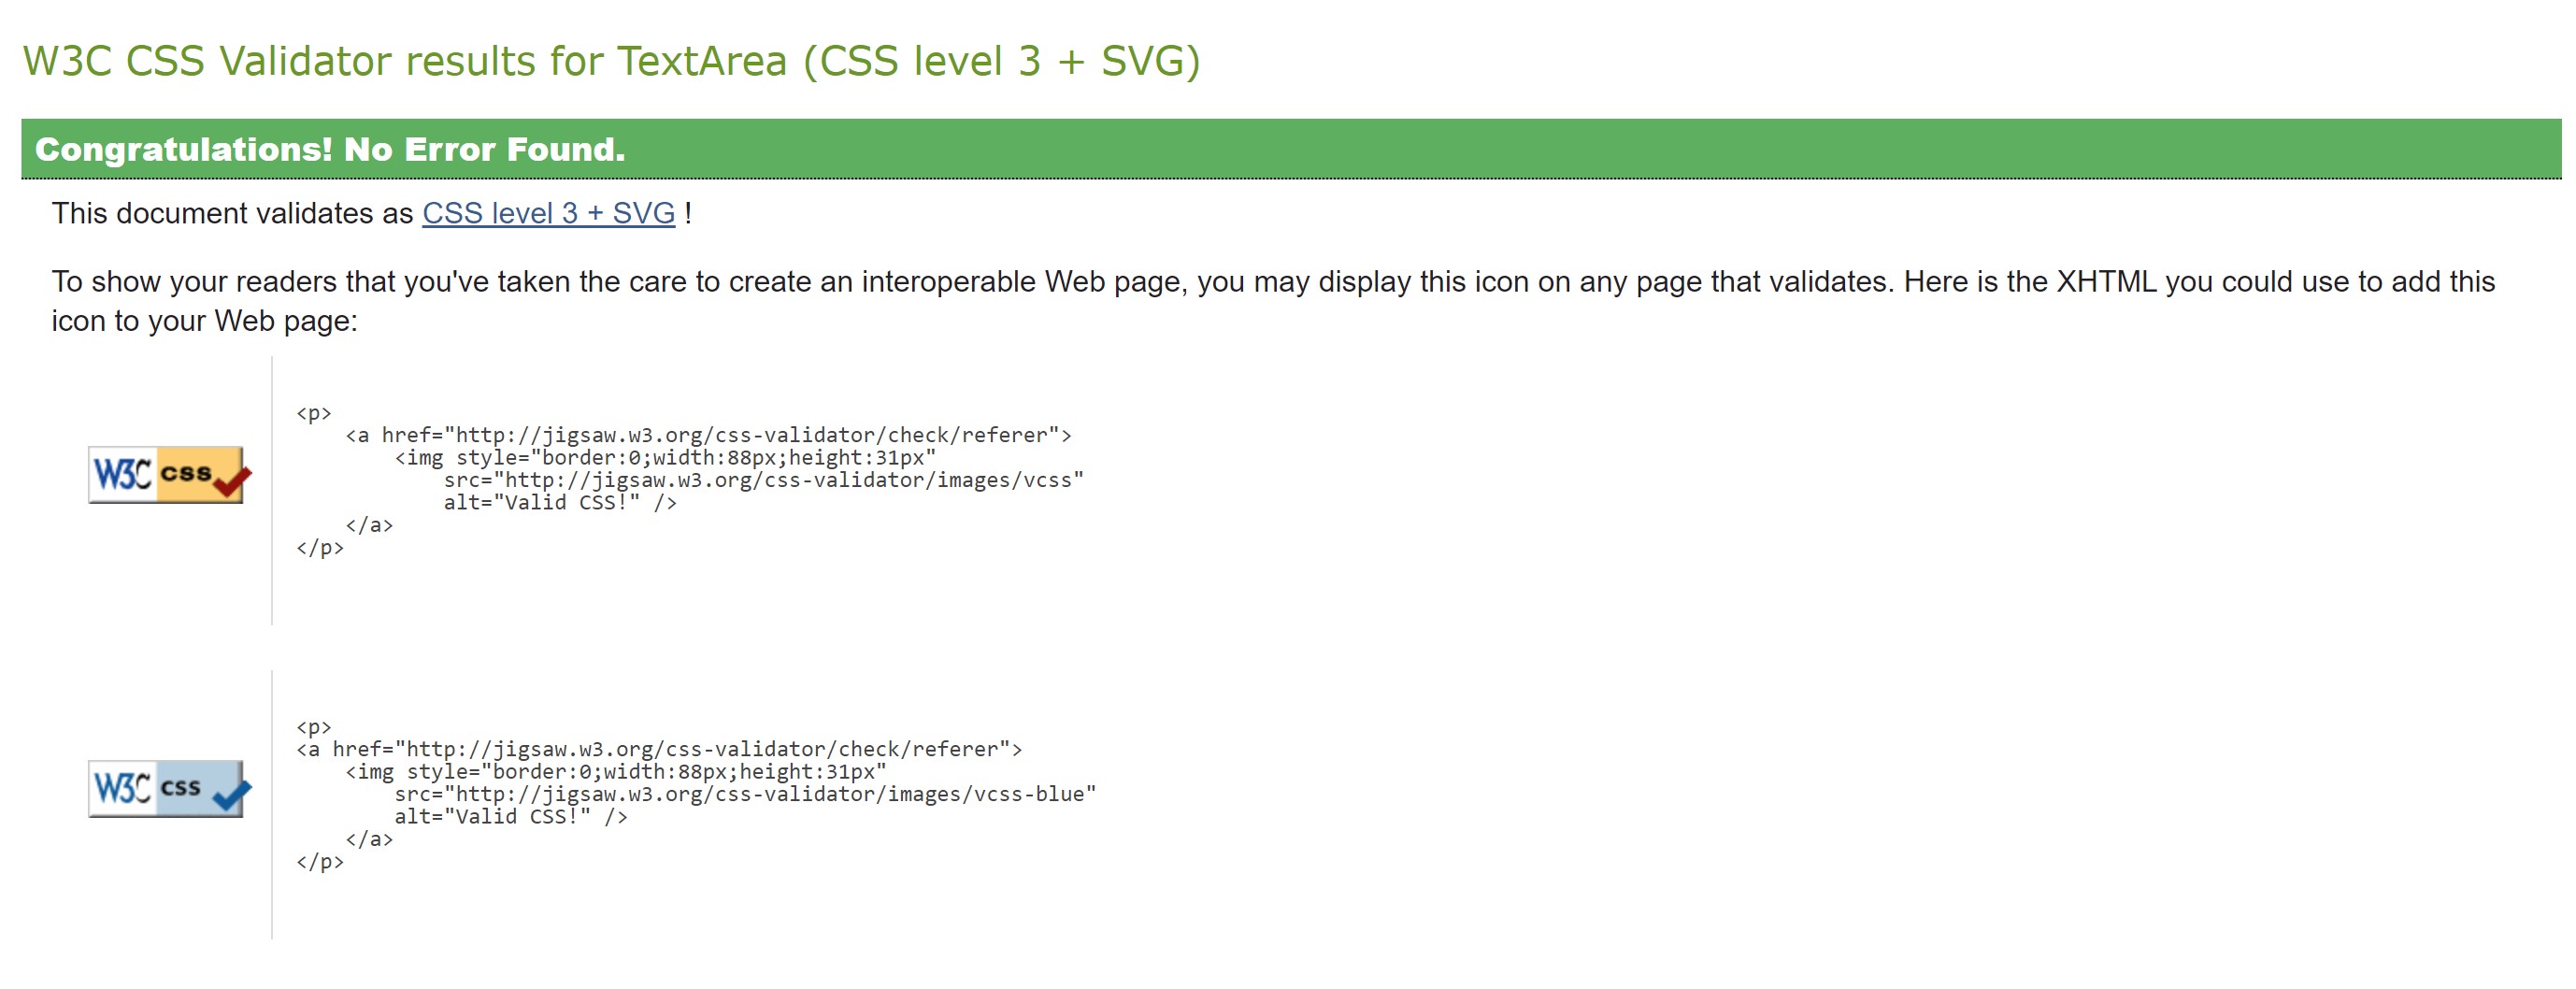 W3C CSS Validator results for TextArea (CSS level 3 + SVG)
Congratulations! No Error Found.
This document validates as CSS level 3 + SVG !
To show your readers that you've taken the care to create an interoperable Web page, you may display this icon on any page that validates. Here is the XHTML you could use to add this
icon to your Web page:
W3C css
<p>
    <a href="http://jigsaw.w3.org/css-validator/check/referer">
        <img style="border:0;width:88px;height:31px"
            src="http://jigsaw.w3.org/css-validator/images/vcss"
            alt="Valid CSS!" />
    </a>
</p>
W3C css
<p>
<a href="http://jigsaw.w3.org/css-validator/check/referer">
    <img style="border:0;width:88px;height:31px"
        src="http://jigsaw.w3.org/css-validator/images/vcss-blue"
        alt="Valid CSS!" />
    </a>
</p>